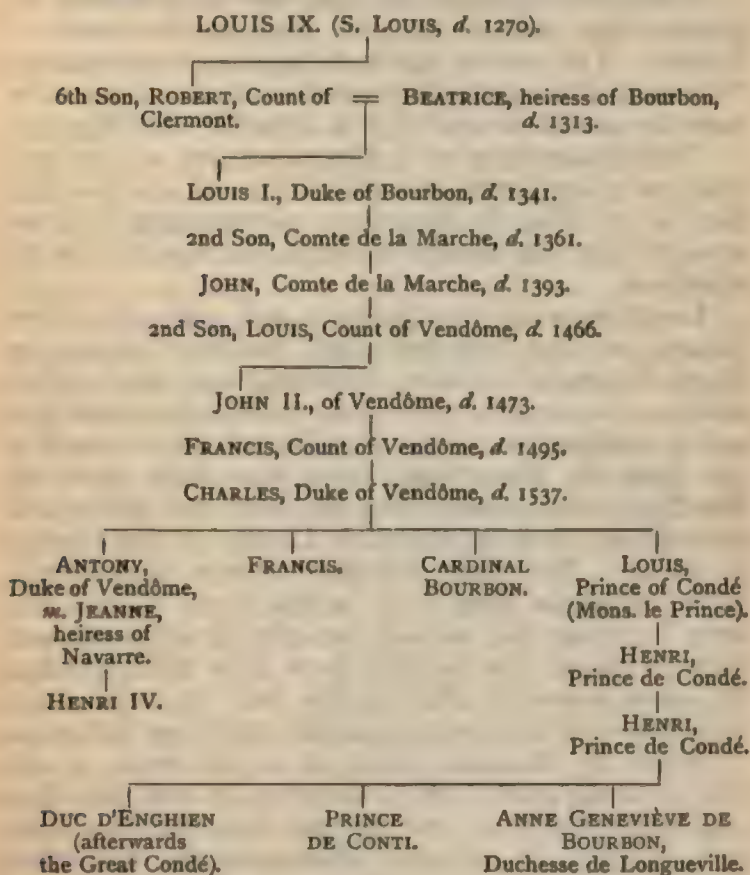 LOUIS IX. (S. LOUIS, d. 1270).
6th Son, ROBERT, Count of Clermont. = BEATRICE, heiress of Bourbon, d. 1313.
LOUIS I., Duke of Bourbon, d. 1341.
2nd Son, Comte de la Marche, d. 1361.
JOHN, Comte de la Marche, d. 1393.
2nd Son, LOUIS, Count of Vendôme, d. 1466.
JOHN II., of Vendôme, d. 1473.
FRANCIS, Count of Vendôme, d. 1495.
CHARLES, Duke of Vendôme, d. 1537.
ANTONY,
Duke of Vendôme,
m. JEANNE,
heiress of
Navarre.
HENRI IV.
FRANCIS.
CARDINAL
BOURBON.
LOUIS,
Prince of Condé
(Mons. le Prince).
HENRI,
Prince de Condé.
HENRI,
Prince de Condé.
DUC D'ENGHIEN
(afterwards
the Great Condé).
PRINCE
DE CONTI.
ANNE GENEVIÈVE DE
BOURBON,
Duchesse de Longueville.